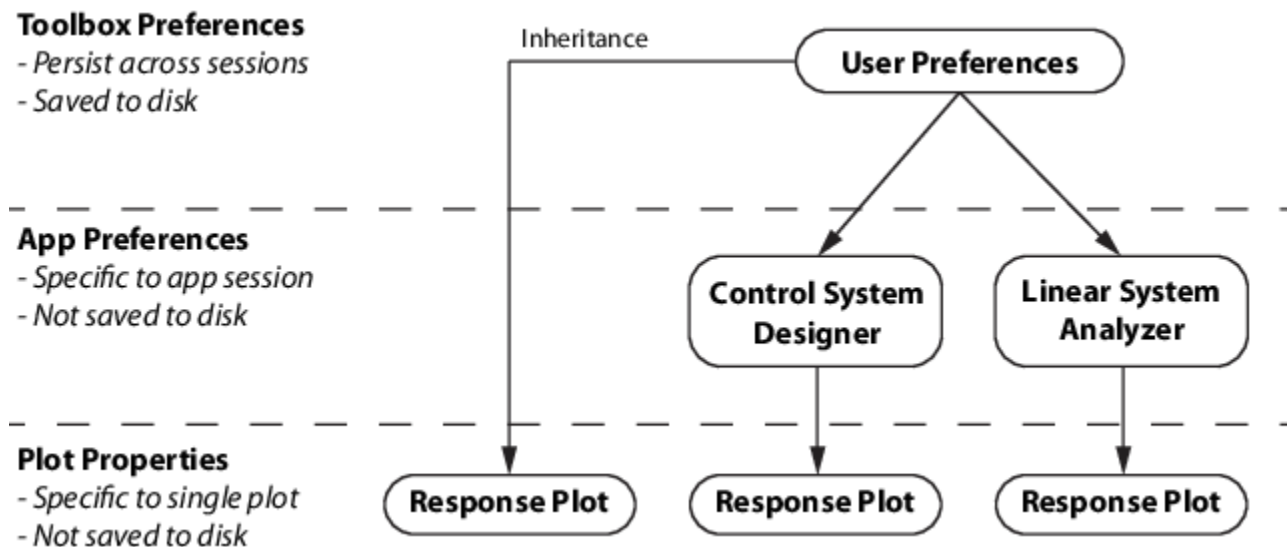 Toolbox Preferences
- Persist across sessions
- Saved to disk
Inheritance
User Preferences
App Preferences
- Specific to app session
- Not saved to disk
Control System
Designer
Linear System
Analyzer
Plot Properties
- Specific to single plot
- Not saved to disk
Response Plot
Response Plot
Response Plot